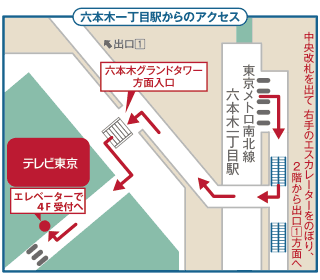 六本木一丁目駅からのアクセス
出口1
六本木グランドタワー
方面入口
東京メトロ南北線
六本木一丁目駅
中央改札を出て 右手のエスカレーターをのぼり、
2階から出口1方面へ
テレビ東京
エレベーターで
4F 受付へ